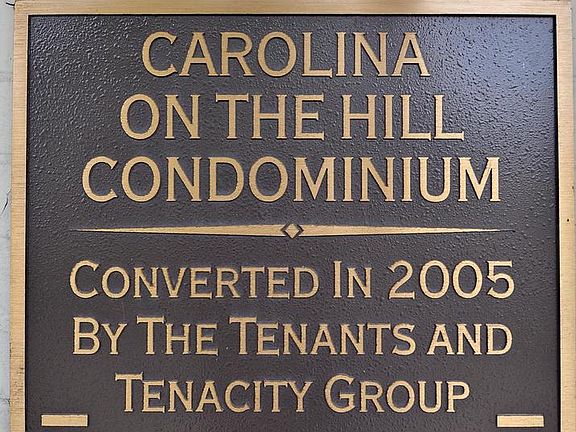 CAROLINA
ON THE HILL
CONDOMINIUM
CONVERTED IN 2005
BY THE TENANTS AND
TENACITY GROUP